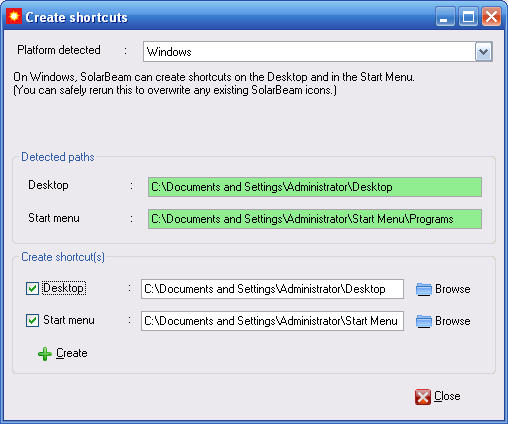 Create shortcuts
Platform detected : Windows
On Windows, SolarBeam can create shortcuts on the Desktop and in the Start Menu.
(You can safely rerun this to overwrite any existing SolarBeam icons.)
Detected paths
Desktop : C:\Documents and Settings\Administrator\Desktop
Start menu : C:\Documents and Settings\Administrator\Start Menu\Programs
Create shortcut(s)
Desktop : C:\Documents and Settings\Administrator\Desktop Browse
Start menu : C:\Documents and Settings\Administrator\Start Menu Browse
Create
Close